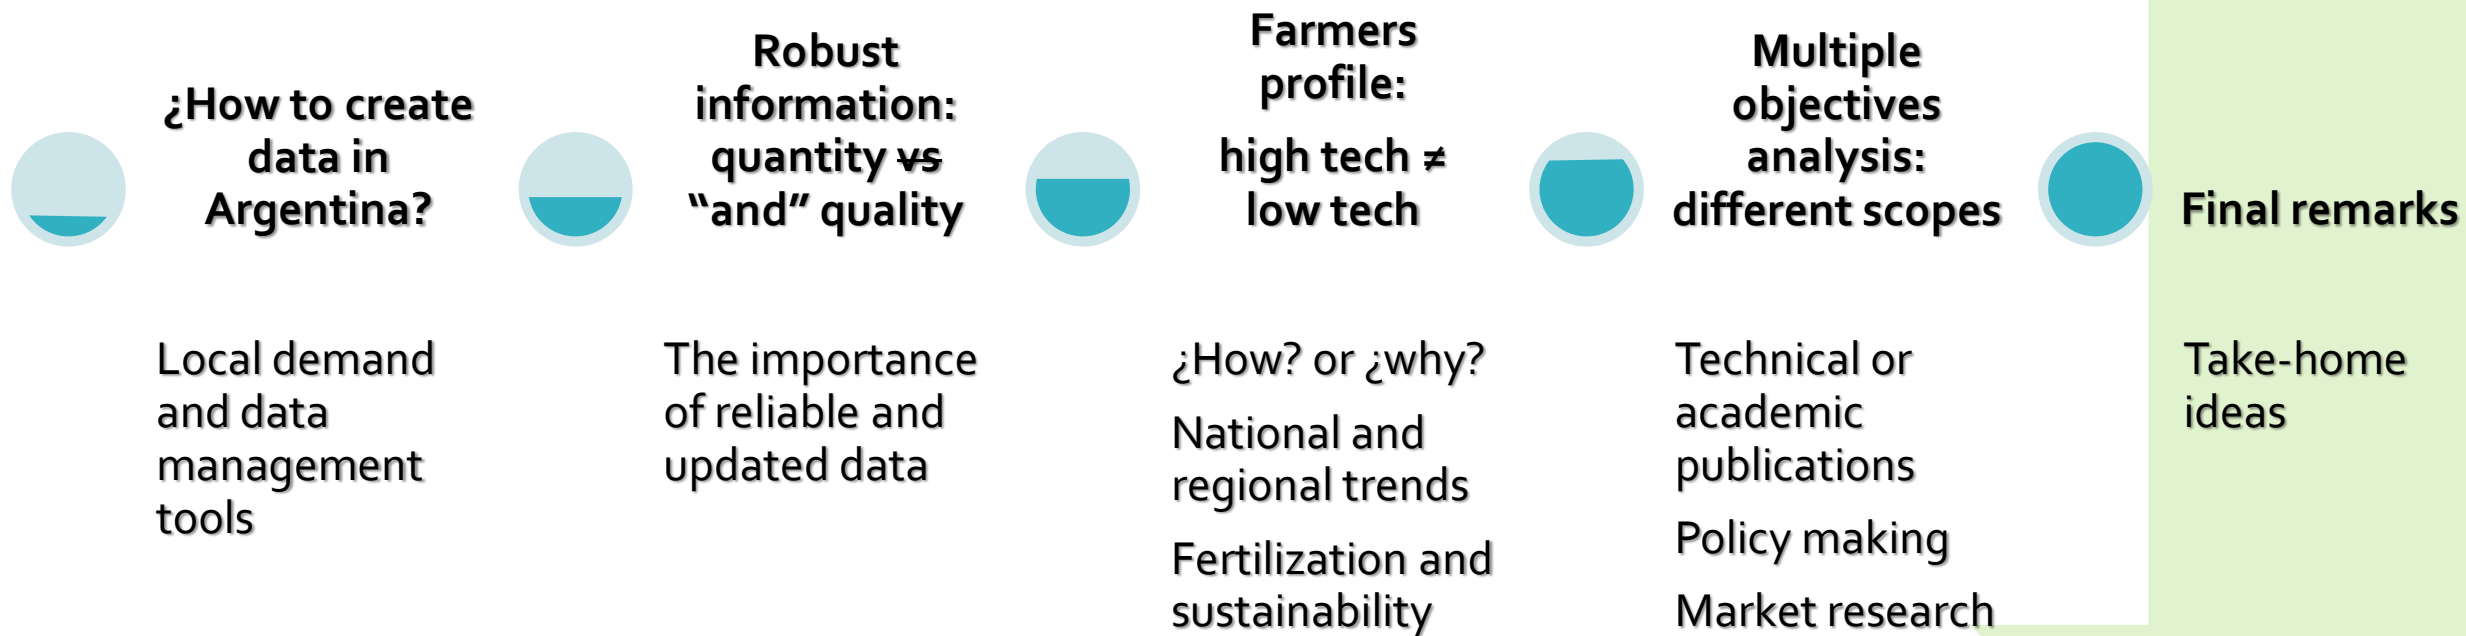 ¿How to create
data in
Argentina?
Local demand
and data
management
tools
Robust
information:
quantity vs
“and” quality
The importance
of reliable and
updated data
Farmers
profile:
high tech ≠
low tech
¿How? or ¿why?
National and
regional trends
Fertilization and
sustainability
Multiple
objectives
analysis:
different scopes
Technical or
academic
publications
Policy making
Market research
Final remarks
Take-home
ideas